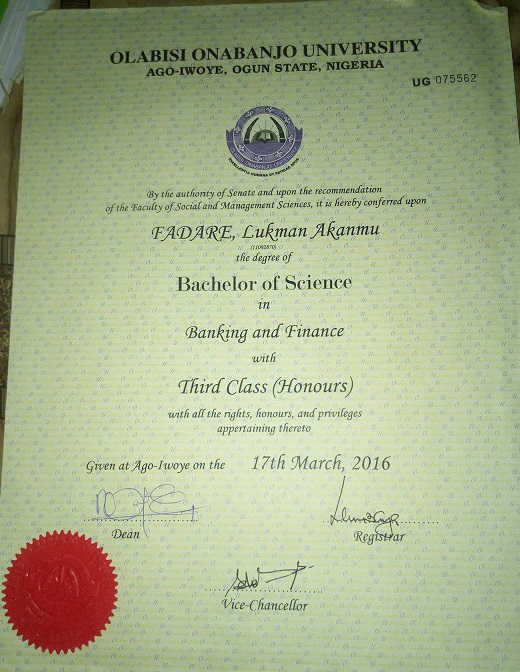 OLABISI ONABANJO UNIVERSITY
AGO-IWOYE, OGUN STATE, NIGERIA
UG 075562
By the authority of Senate and upon the recommendation
of the Faculty of Social and Management Sciences, it is hereby conferred upon
FADARE, Lukman Akanmu
the degree of
Bachelor of Science
in
Banking and Finance
with
Third Class (Honours)
with all the rights, honours, and privileges
appertaining thereto
Given at Ago-Iwoye on the 17th March, 2016
Dean
Registrar
Vice-Chancellor